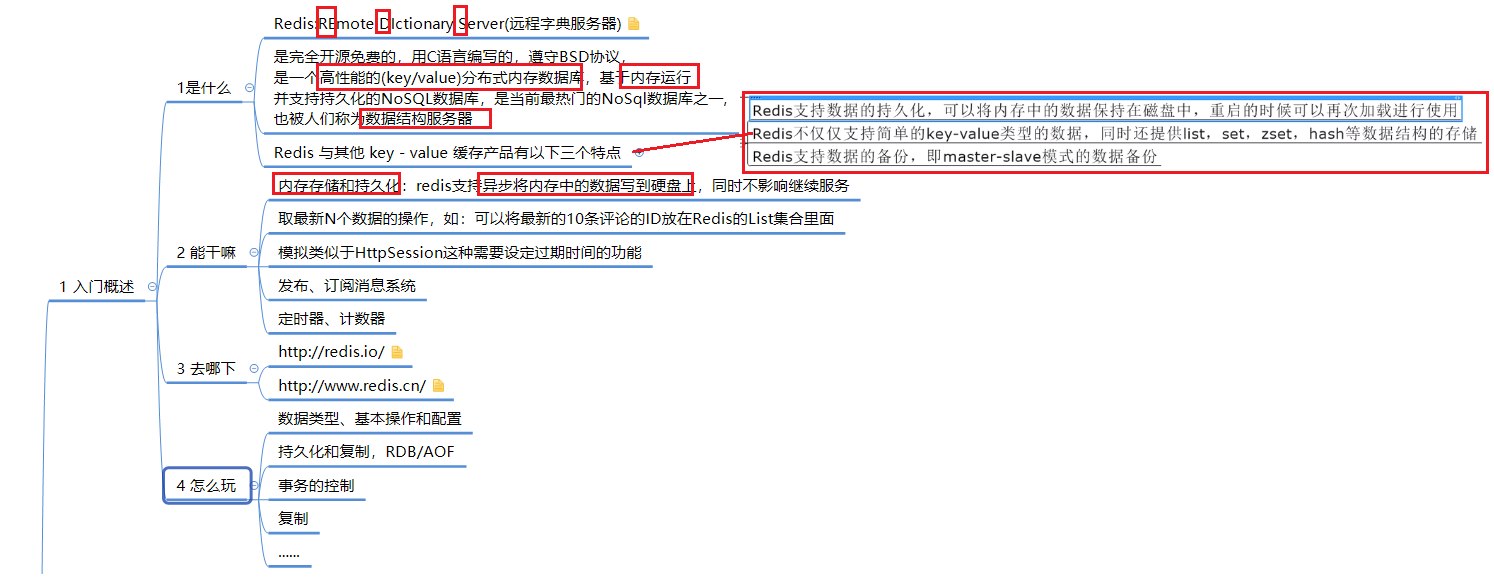 1 入门概述
1是什么
Redis:REmote DIctionary Server(远程字典服务器)
是完全开源免费的，用C语言编写的，遵守BSD协议，
是一个高性能的(key/value)分布式内存数据库，基于内存运行
并支持持久化的NoSQL数据库，是当前最热门的NoSql数据库之一，
也被人们称为数据结构服务器
Redis 与其他 key - value 缓存产品有以下三个特点
Redis支持数据的持久化，可以将内存中的数据保持在磁盘中，重启的时候可以再次加载进行使用
Redis不仅仅支持简单的key-value类型的数据，同时还提供list，set，zset，hash等数据结构的存储
Redis支持数据的备份，即master-slave模式的数据备份
2 能干嘛
内存存储和持久化：redis支持异步将内存中的数据写到硬盘上，同时不影响继续服务
取最新N个数据的操作，如：可以将最新的10条评论的ID放在Redis的List集合里面
模拟类似于HttpSession这种需要设定过期时间的功能
发布、订阅消息系统
定时器、计数器
3 去哪下
http://redis.io/
http://www.redis.cn/
4 怎么玩
数据类型、基本操作和配置
持久化和复制，RDB/AOF
事务的控制
复制
......